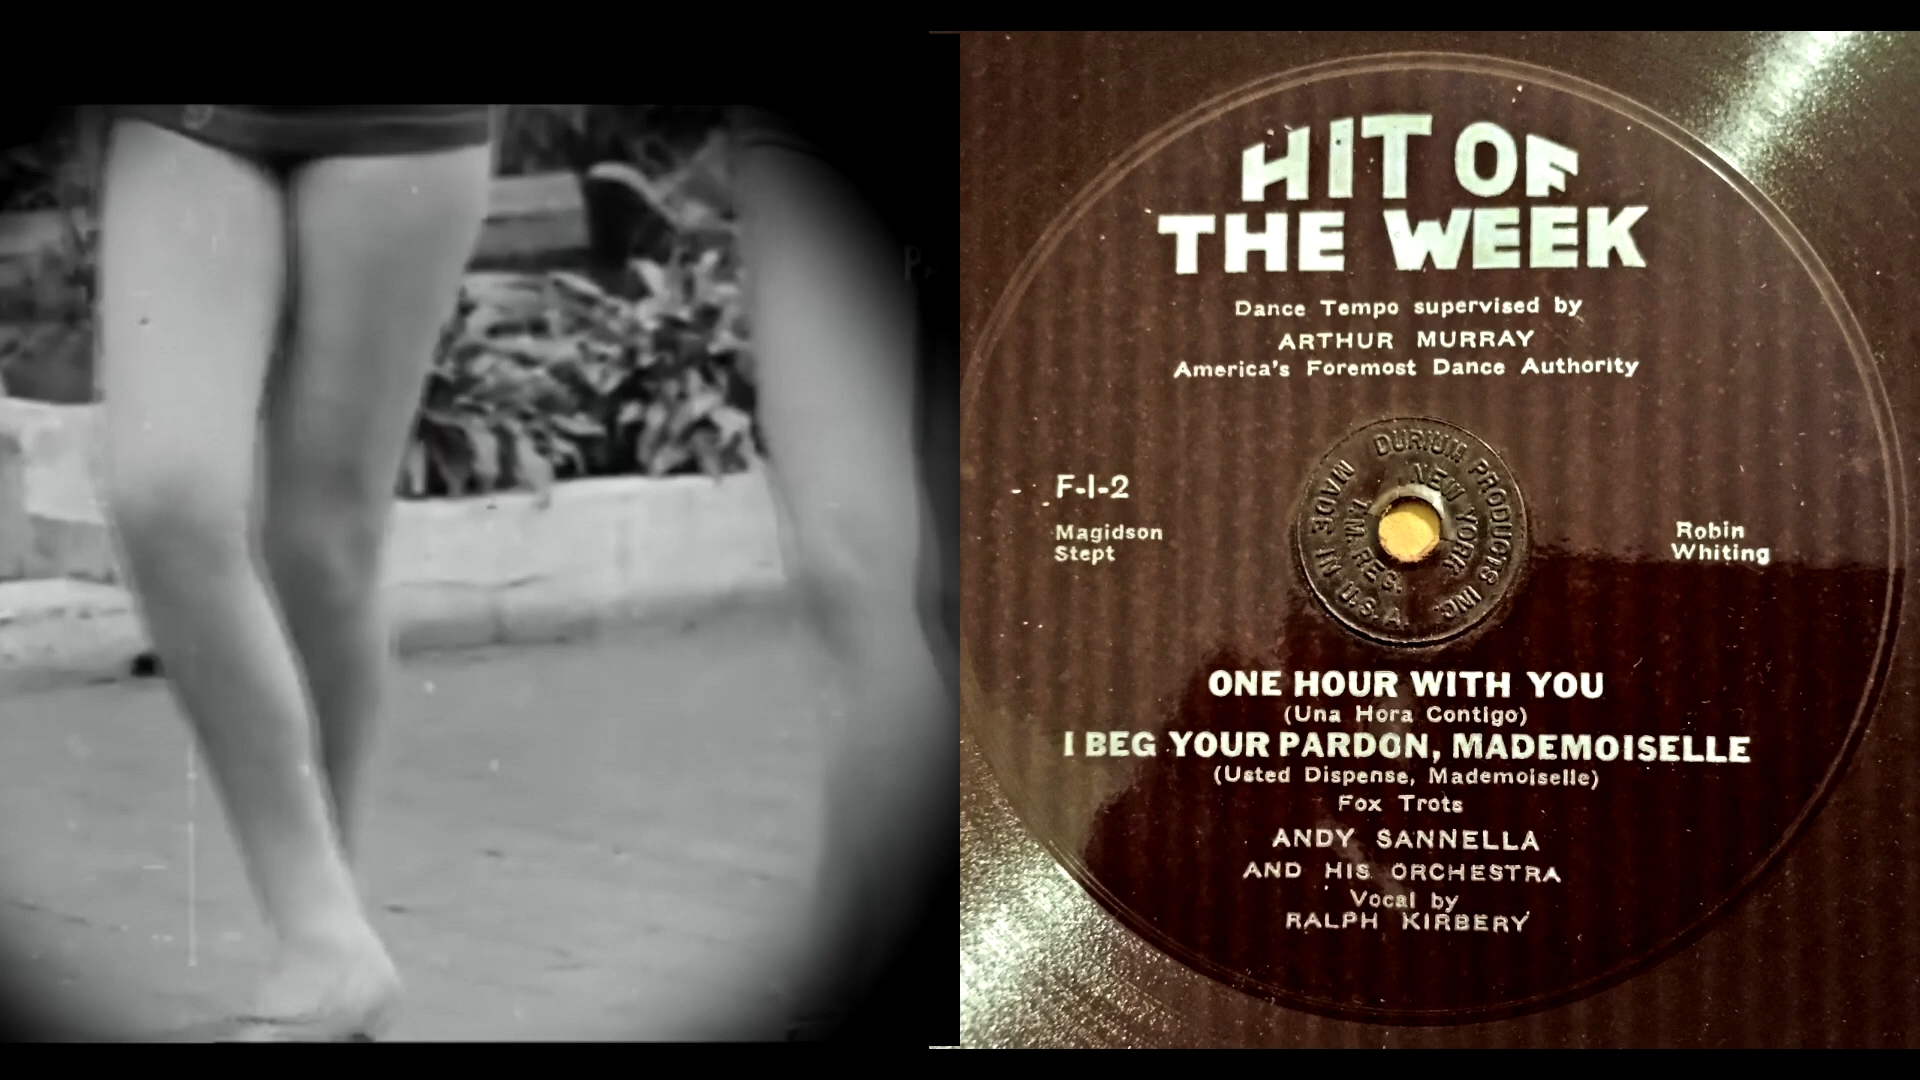 HIT OF
THE WEEK
Dance Tempo supervised by
ARTHUR MURRAY
America's Foremost Dance Authority
DURIUM PRODUCTS INC.
NEW YORK
T.M. REG.
MADE IN U.S.A.
F-1-2
Magidson
Stept
Robin
Whiting
ONE HOUR WITH YOU
(Una Hora Contigo)
I BEG YOUR PARDON, MADEMOISELLE
(Usted Dispense, Mademoiselle)
Fox Trots
ANDY SANNELLA
AND HIS ORCHESTRA
Vocal by
RALPH KIRBERY